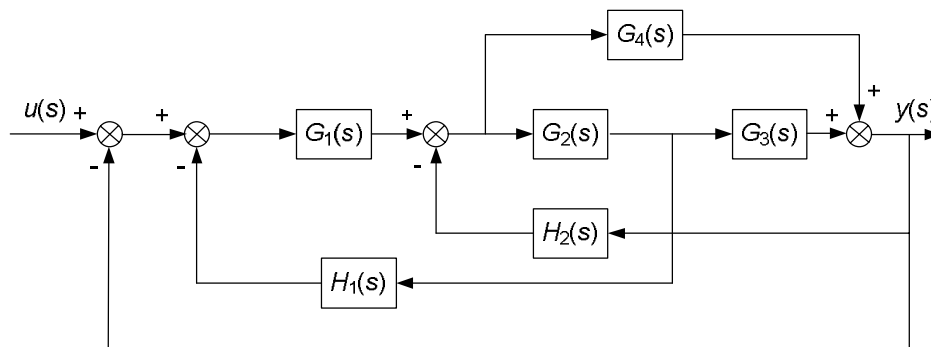 G4(s)
u(s) + + + + + y(s)
G1(s) G2(s) G3(s)
- - -
H2(s)
H1(s)